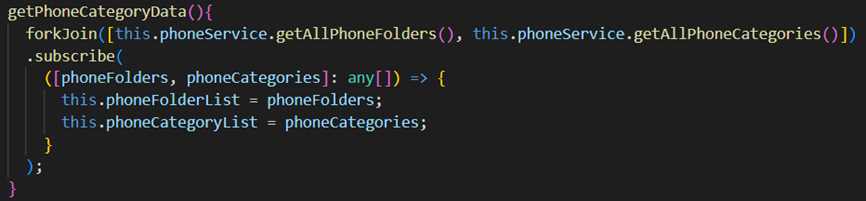 getPhoneCategoryData(){
  forkJoin([this.phoneService.getAllPhoneFolders(), this.phoneService.getAllPhoneCategories()])
  .subscribe(
    ([phoneFolders, phoneCategories]: any[]) => {
      this.phoneFolderList = phoneFolders;
      this.phoneCategoryList = phoneCategories;
    }
  );
}